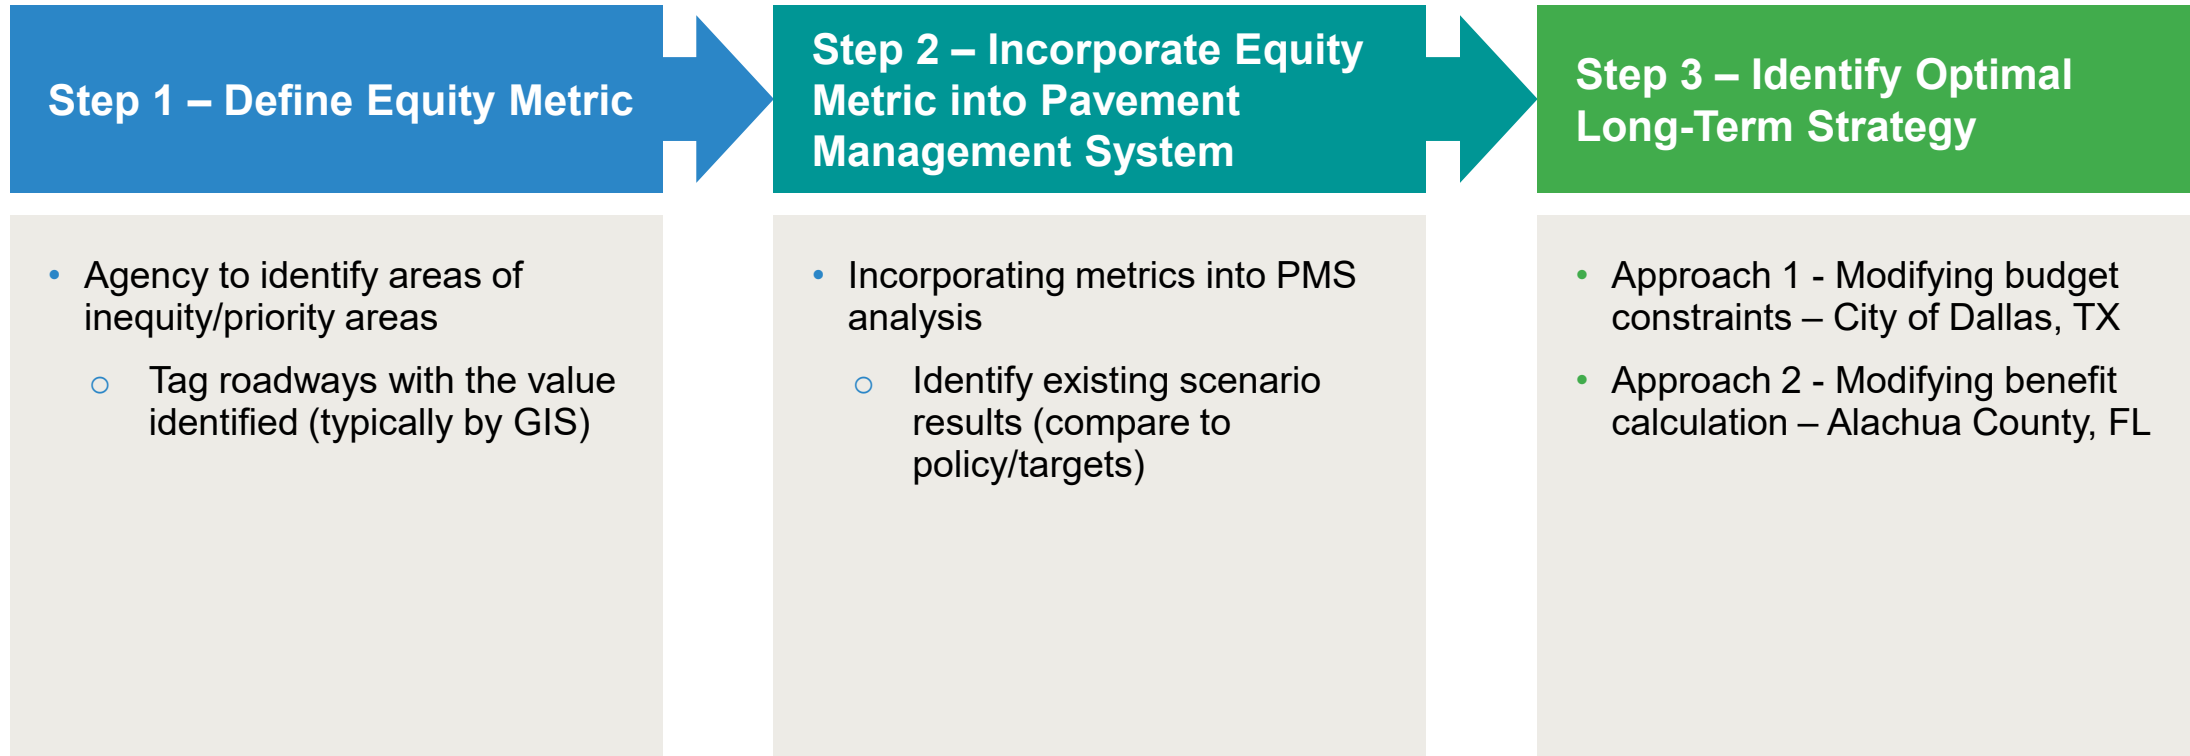 Step 1 – Define Equity Metric
• Agency to identify areas of
inequity/priority areas
o Tag roadways with the value
identified (typically by GIS)
Step 2 – Incorporate Equity
Metric into Pavement
Management System
• Incorporating metrics into PMS
analysis
o Identify existing scenario
results (compare to
policy/targets)
Step 3 – Identify Optimal
Long-Term Strategy
• Approach 1 - Modifying budget
constraints – City of Dallas, TX
• Approach 2 - Modifying benefit
calculation – Alachua County, FL